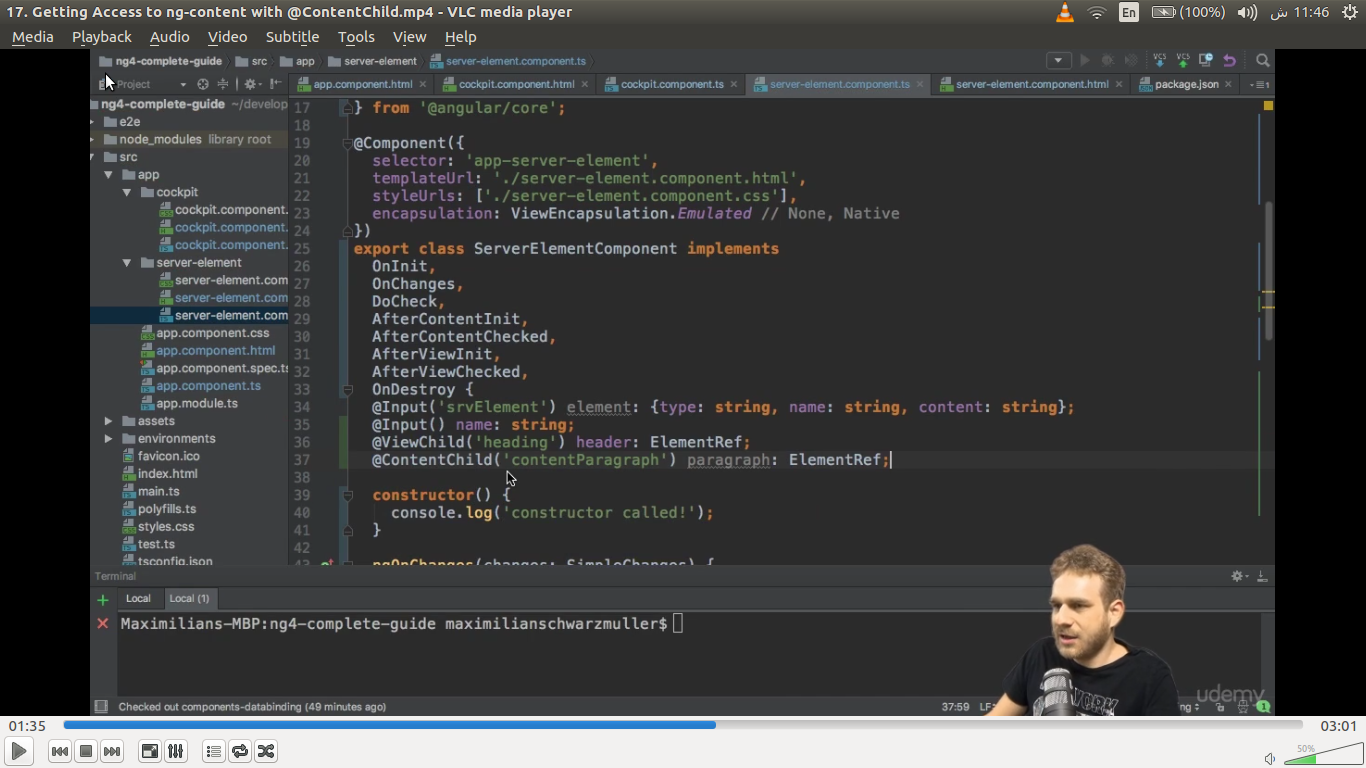 17. Getting Access to ng-content with @ContentChild.mp4 - VLC media player
En (100%) ش 11:46
Media Playback Audio Video Subtitle Tools View Help
ng4-complete-guide src app server-element server-element.component.ts
VCS VCS
Project
app.component.html cockpit.component.html cockpit.component.ts server-element.component.ts server-element.component.html package.json
ng4-complete-guide ~/develop
e2e
node_modules library root
src
app
cockpit
cockpit.component.
cockpit.component.
cockpit.component.
server-element
server-element.com
server-element.com
server-element.com
app.component.css
app.component.html
app.component.spec.ts
app.component.ts
app.module.ts
assets
environments
favicon.ico
index.html
main.ts
polyfills.ts
styles.css
test.ts
tsconfig.json
17 } from '@angular/core';
18
19 @Component({
20 selector: 'app-server-element',
21 templateUrl: './server-element.component.html',
22 styleUrls: ['./server-element.component.css'],
23 encapsulation: ViewEncapsulation.Emulated // None, Native
24 })
25 export class ServerElementComponent implements
26 OnInit,
27 OnChanges,
28 DoCheck,
29 AfterContentInit,
30 AfterContentChecked,
31 AfterViewInit,
32 AfterViewChecked,
33 OnDestroy {
34 @Input('srvElement') element: {type: string, name: string, content: string};
35 @Input() name: string;
36 @ViewChild('heading') header: ElementRef;
37 @ContentChild('contentParagraph') paragraph: ElementRef;
38
39 constructor() {
40 console.log('constructor called!');
41 }
42
43 ngOnChanges(changes: SimpleChanges) {
Terminal
Local Local (1)
Maximilians-MBP:ng4-complete-guide maximilianschwarzmuller$
udemy
Checked out components-databinding (49 minutes ago) 37:59 LF: 1
01:35 03:01
50%